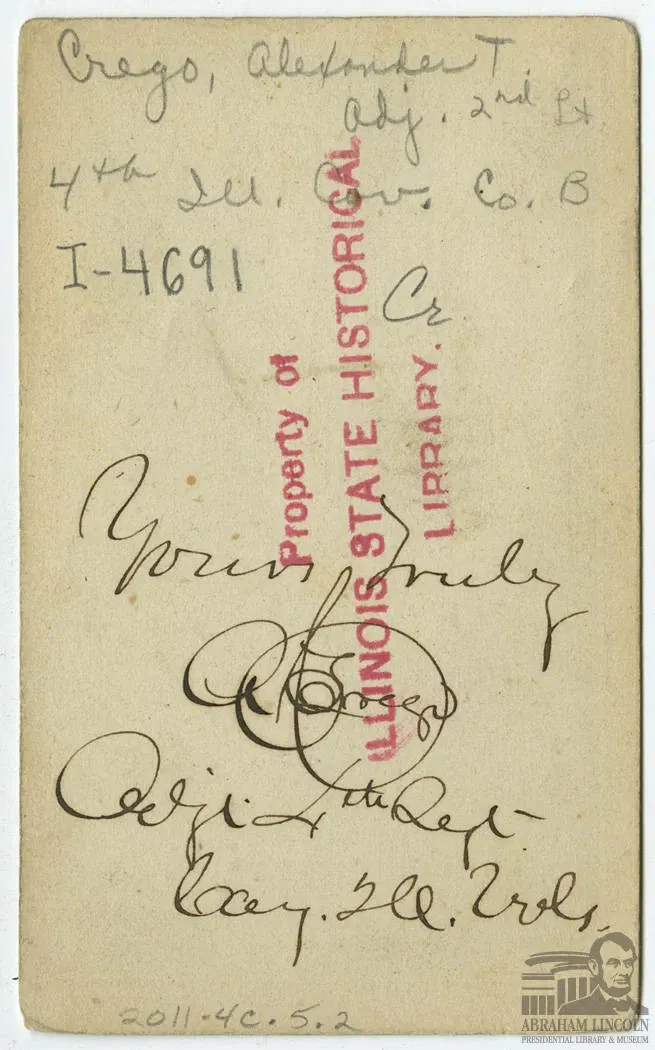 Crego, Alexander T.
Adj. 2nd Lt.
4th Ill. Cav. Co. B
I-4691
Cr
Property of
ILLINOIS STATE HISTORICAL
LIBRARY.
Yours Truly
A T Crego
Adjt. 4th Regt.
Cav. Ill. Vols.
2011.4c.5.2
ABRAHAM LINCOLN
PRESIDENTIAL LIBRARY & MUSEUM